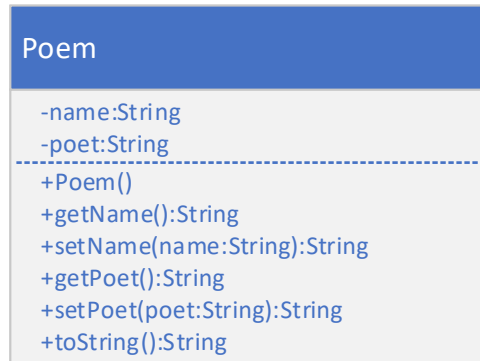 Poem
-name:String
-poet:String
+Poem()
+getName():String
+setName(name:String):String
+getPoet():String
+setPoet(poet:String):String
+toString():String